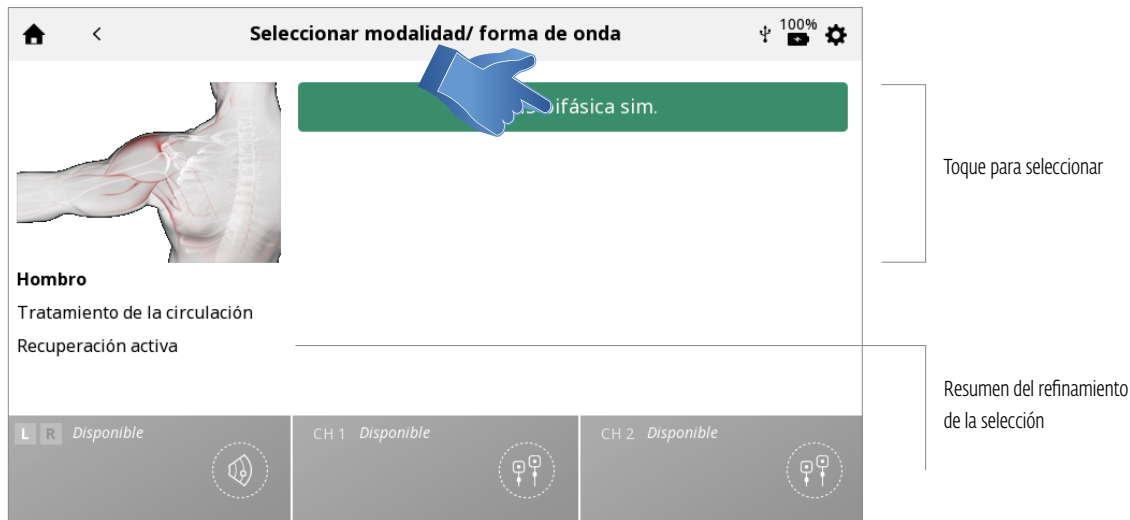 Seleccionar modalidad/ forma de onda
100%
bifásica sim.
Toque para seleccionar
Hombro
Tratamiento de la circulación
Recuperación activa
Resumen del refinamiento
de la selección
L R Disponible
CH 1 Disponible
CH 2 Disponible